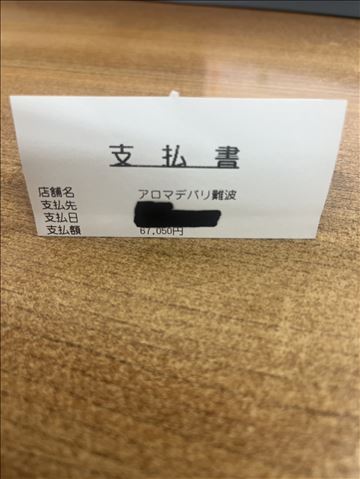 支払書
店舗名 アロマデバリ難波
支払先
支払日
支払額 67,050円